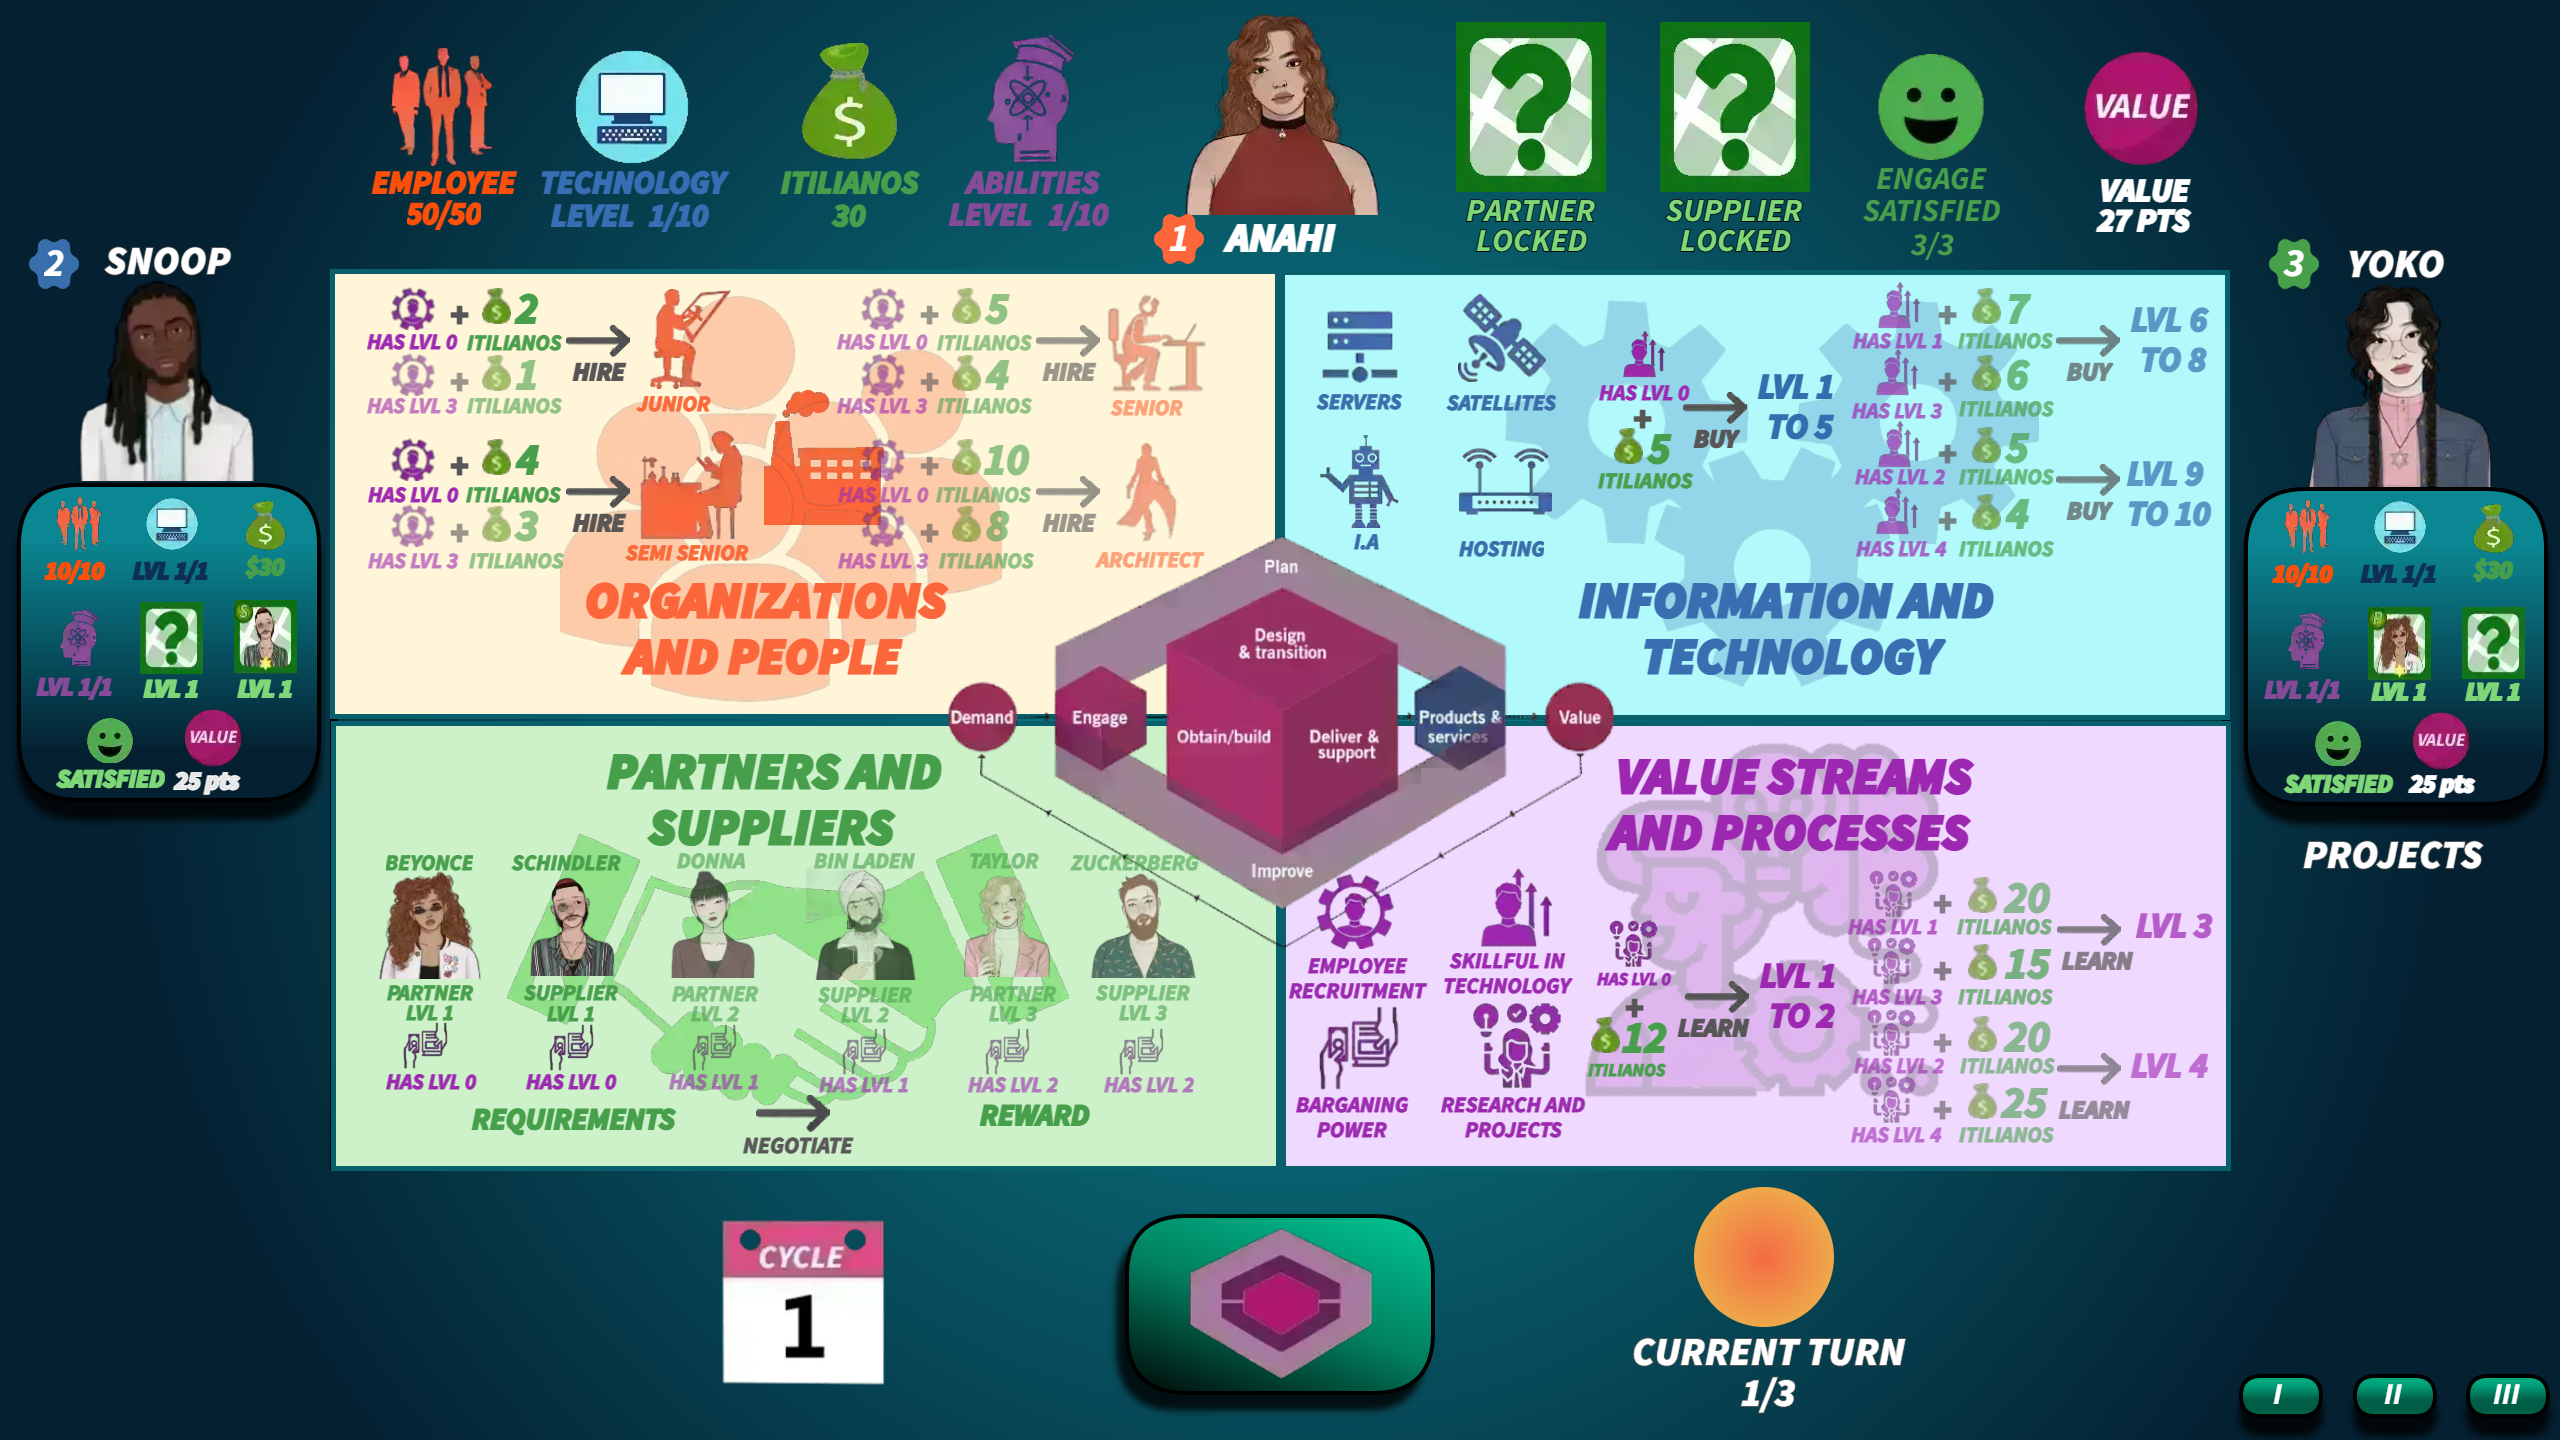 EMPLOYEE
50/50
TECHNOLOGY
LEVEL 1/10
ITILIANOS
30
ABILITIES
LEVEL 1/10
1 ANAHI
PARTNER
LOCKED
SUPPLIER
LOCKED
ENGAGE
SATISFIED
3/3
VALUE
VALUE
27 PTS
2 SNOOP
10/10
LVL 1/1
$30
LVL 1/1
LVL 1
LVL 1
SATISFIED
VALUE
25 pts
3 YOKO
10/10
LVL 1/1
$30
LVL 1/1
LVL 1
LVL 1
SATISFIED
VALUE
25 pts
PROJECTS
+ 2
HAS LVL 0 ITILIANOS
+ 1
HAS LVL 3 ITILIANOS
HIRE
JUNIOR
+ 5
HAS LVL 0 ITILIANOS
+ 4
HAS LVL 3 ITILIANOS
HIRE
SENIOR
+ 4
HAS LVL 0 ITILIANOS
+ 3
HAS LVL 3 ITILIANOS
HIRE
SEMI SENIOR
+ 10
HAS LVL 0 ITILIANOS
+ 8
HAS LVL 3 ITILIANOS
HIRE
ARCHITECT
ORGANIZATIONS
AND PEOPLE
SERVERS
SATELLITES
I.A
HOSTING
HAS LVL 0
+
5
ITILIANOS
BUY
LVL 1
TO 5
+ 7
HAS LVL 1 ITILIANOS
+ 6
HAS LVL 3 ITILIANOS
BUY
LVL 6
TO 8
+ 5
HAS LVL 2 ITILIANOS
+ 4
HAS LVL 4 ITILIANOS
BUY
LVL 9
TO 10
INFORMATION AND
TECHNOLOGY
Plan
Design
& transition
Demand
Engage
Obtain/build
Deliver &
support
Products &
services
Value
Improve
PARTNERS AND
SUPPLIERS
BEYONCE
PARTNER
LVL 1
HAS LVL 0
SCHINDLER
SUPPLIER
LVL 1
HAS LVL 0
DONNA
PARTNER
LVL 2
HAS LVL 1
BIN LADEN
SUPPLIER
LVL 2
HAS LVL 1
TAYLOR
PARTNER
LVL 3
HAS LVL 2
ZUCKERBERG
SUPPLIER
LVL 3
HAS LVL 2
REQUIREMENTS
NEGOTIATE
REWARD
VALUE STREAMS
AND PROCESSES
EMPLOYEE
RECRUITMENT
SKILLFUL IN
TECHNOLOGY
BARGANING
POWER
RESEARCH AND
PROJECTS
HAS LVL 0
+
12
ITILIANOS
LEARN
LVL 1
TO 2
+ 20
HAS LVL 1 ITILIANOS
+ 15
HAS LVL 3 ITILIANOS
LEARN
LVL 3
+ 20
HAS LVL 2 ITILIANOS
+ 25
HAS LVL 4 ITILIANOS
LEARN
LVL 4
CYCLE
1
CURRENT TURN
1/3
I
II
III